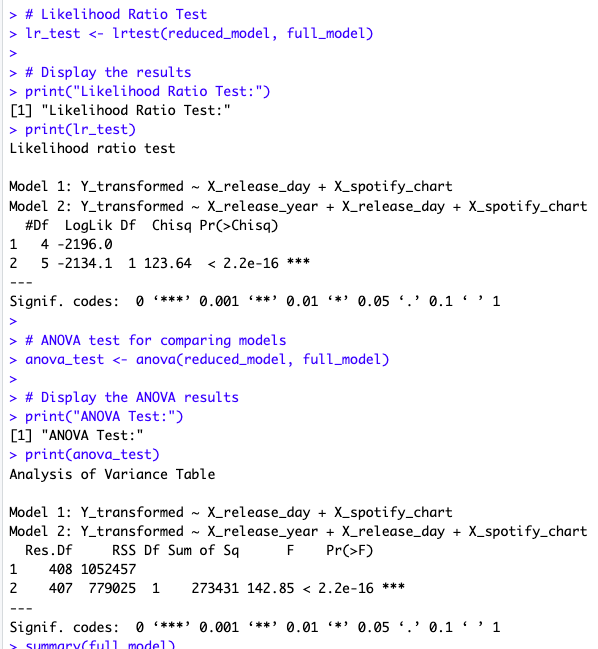 > # Likelihood Ratio Test
> lr_test <- lrtest(reduced_model, full_model)
>
> # Display the results
> print("Likelihood Ratio Test:")
[1] "Likelihood Ratio Test:"
> print(lr_test)
Likelihood ratio test

Model 1: Y_transformed ~ X_release_day + X_spotify_chart
Model 2: Y_transformed ~ X_release_year + X_release_day + X_spotify_chart
  #Df  LogLik Df  Chisq Pr(>Chisq)
1   4 -2196.0
2   5 -2134.1  1 123.64  < 2.2e-16 ***
---
Signif. codes:  0 ‘***’ 0.001 ‘**’ 0.01 ‘*’ 0.05 ‘.’ 0.1 ‘ ’ 1
>
> # ANOVA test for comparing models
> anova_test <- anova(reduced_model, full_model)
>
> # Display the ANOVA results
> print("ANOVA Test:")
[1] "ANOVA Test:"
> print(anova_test)
Analysis of Variance Table

Model 1: Y_transformed ~ X_release_day + X_spotify_chart
Model 2: Y_transformed ~ X_release_year + X_release_day + X_spotify_chart
  Res.Df     RSS Df Sum of Sq      F    Pr(>F)
1    408 1052457
2    407  779025  1    273431 142.85 < 2.2e-16 ***
---
Signif. codes:  0 ‘***’ 0.001 ‘**’ 0.01 ‘*’ 0.05 ‘.’ 0.1 ‘ ’ 1
> summary(full_model)